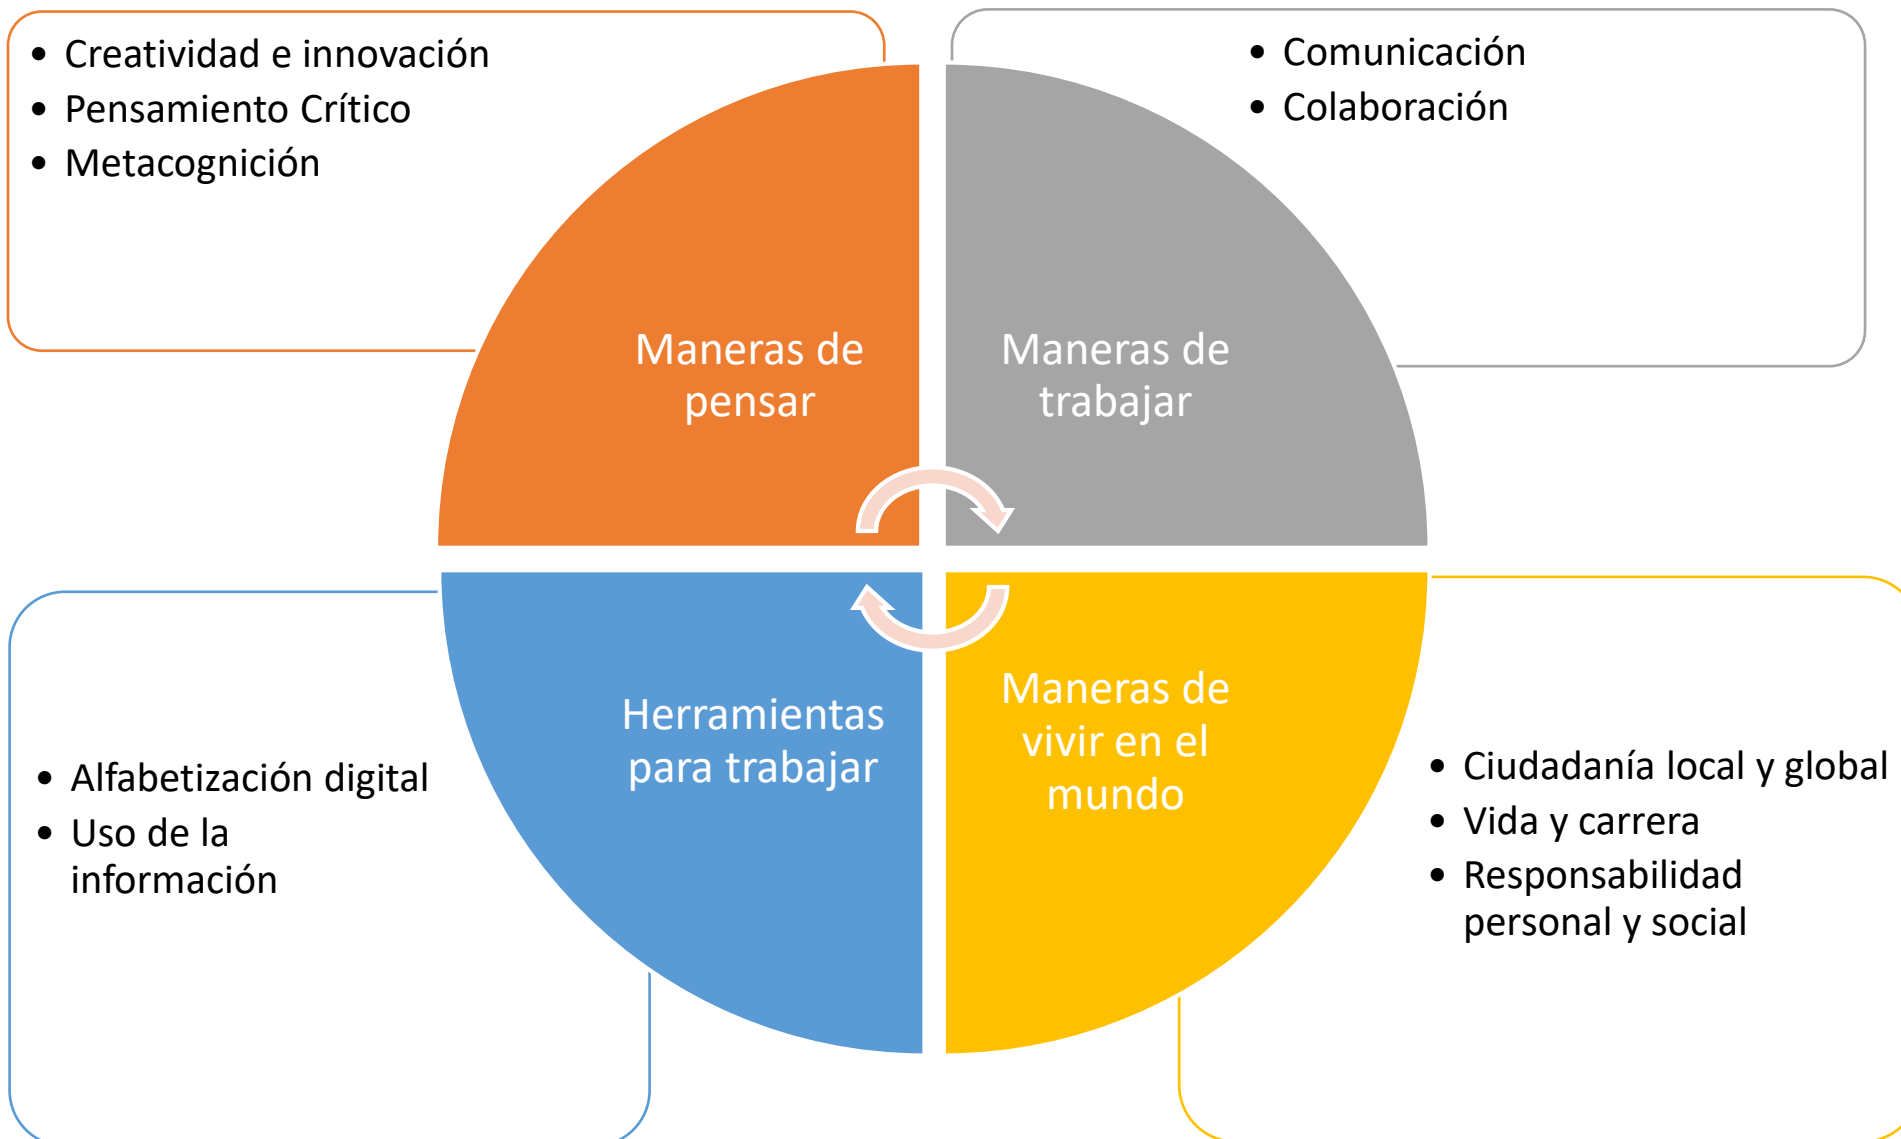 • Creatividad e innovación
• Pensamiento Crítico
• Metacognición
• Comunicación
• Colaboración
Maneras de
pensar
Maneras de
trabajar
Herramientas
para trabajar
Maneras de
vivir en el
mundo
• Alfabetización digital
• Uso de la
información
• Ciudadanía local y global
• Vida y carrera
• Responsabilidad
personal y social